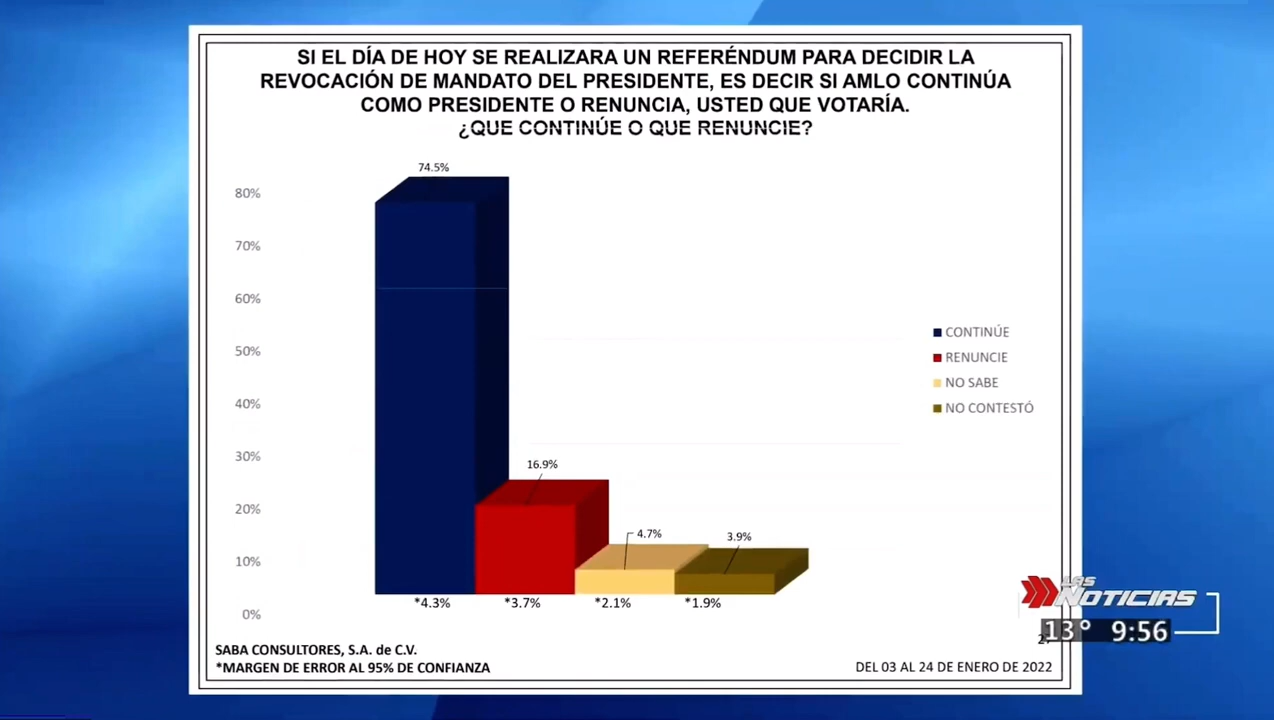 SI EL DÍA DE HOY SE REALIZARA UN REFERÉNDUM PARA DECIDIR LA
REVOCACIÓN DE MANDATO DEL PRESIDENTE, ES DECIR SI AMLO CONTINÚA
COMO PRESIDENTE O RENUNCIA, USTED QUE VOTARÍA.
¿QUE CONTINÚE O QUE RENUNCIE?
74.5%
80%
70%
60%
50%
40%
30%
20%
10%
0%
16.9%
4.7%
3.9%
*4.3%
*3.7%
*2.1%
*1.9%
CONTINÚE
RENUNCIE
NO SABE
NO CONTESTÓ
SABA CONSULTORES, S.A. de C.V.
*MARGEN DE ERROR AL 95% DE CONFIANZA
DEL 03 AL 24 DE ENERO DE 2022
LAS
NOTICIAS
13° 9:56